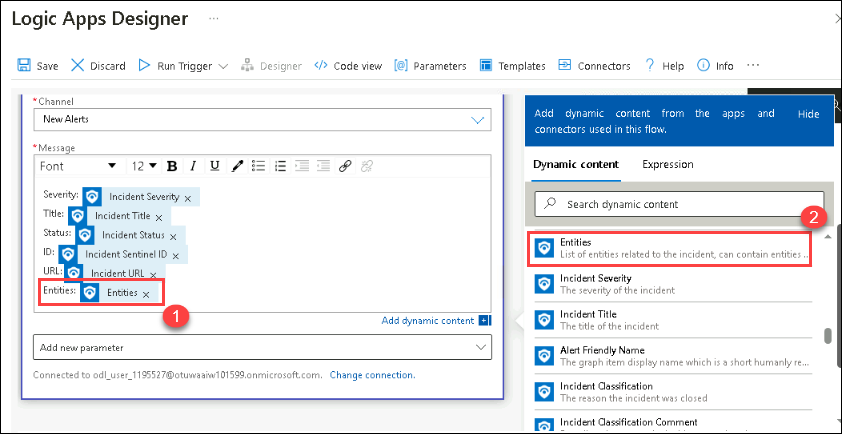 Logic Apps Designer ...
Save Discard Run Trigger Designer Code view Parameters Templates Connectors Help Info ...
* Channel
New Alerts
* Message
Font 12 B I U
Severity: Incident Severity ×
Title: Incident Title ×
Status: Incident Status ×
ID: Incident Sentinel ID ×
URL: Incident URL ×
Entities: Entities ×
1
Add dynamic content +
Add new parameter
Connected to odl_user_1195527@otuwaaiw101599.onmicrosoft.com. Change connection.
Add dynamic content from the apps and Hide
connectors used in this flow.
Dynamic content Expression
Search dynamic content
2
Entities
List of entities related to the incident, can contain entities ...
Incident Severity
The severity of the incident
Incident Title
The title of the incident
Alert Friendly Name
The graph item display name which is a short humanly re...
Incident Classification
The reason the incident was closed
Incident Classification Comment